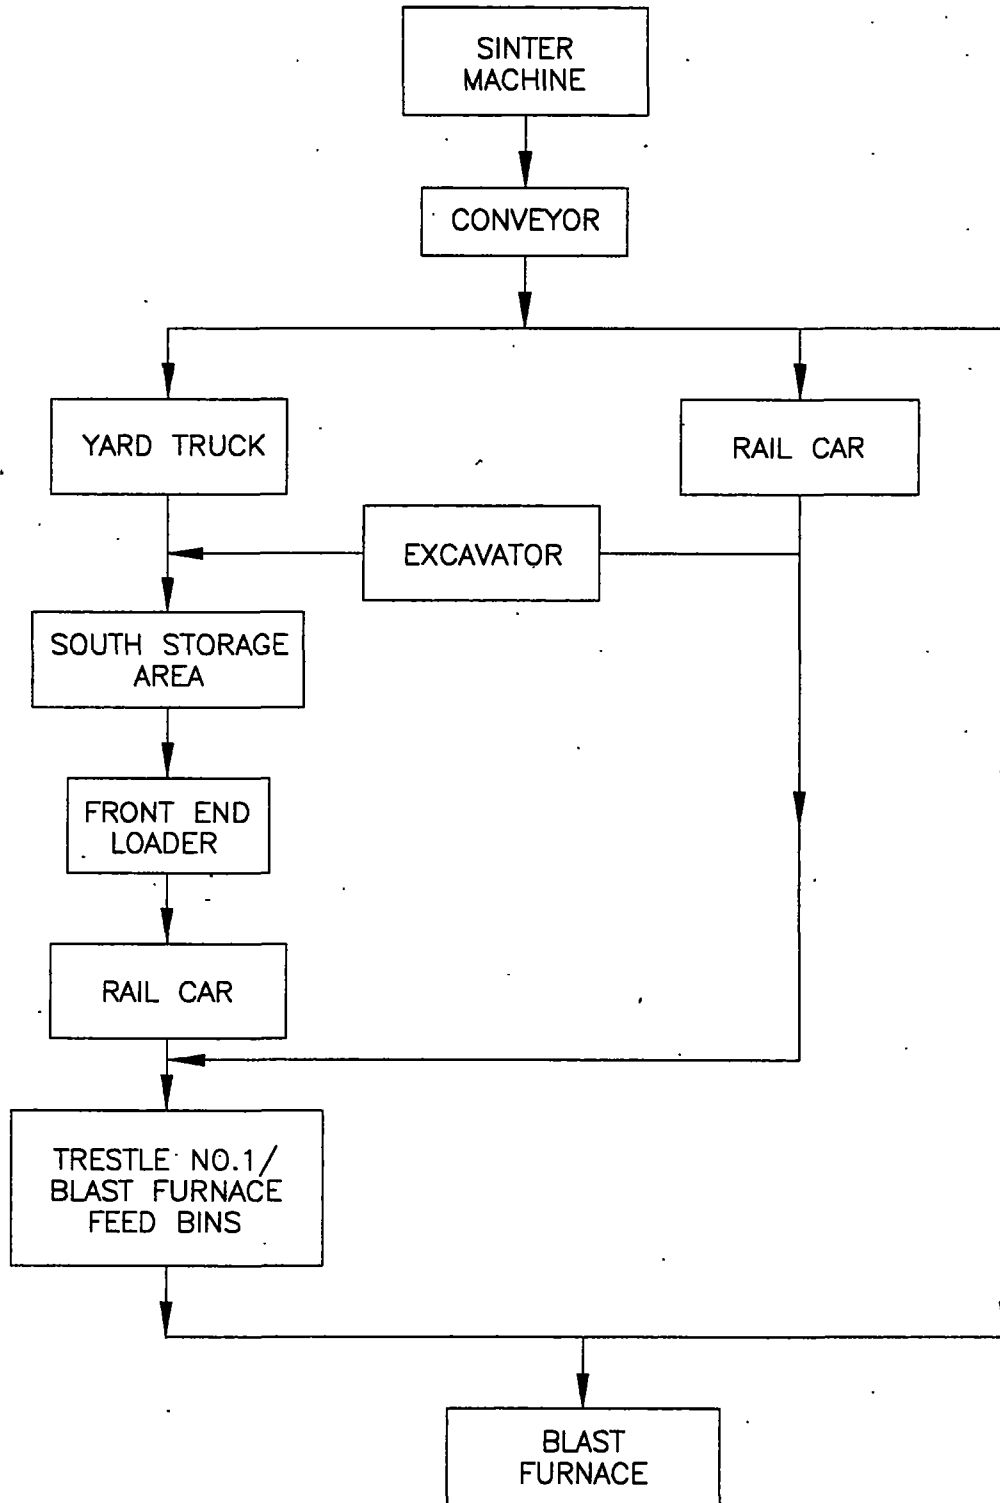 SINTER
MACHINE
CONVEYOR
YARD TRUCK
RAIL CAR
EXCAVATOR
SOUTH STORAGE
AREA
FRONT END
LOADER
RAIL CAR
TRESTLE NO.1/
BLAST FURNACE
FEED BINS
BLAST
FURNACE